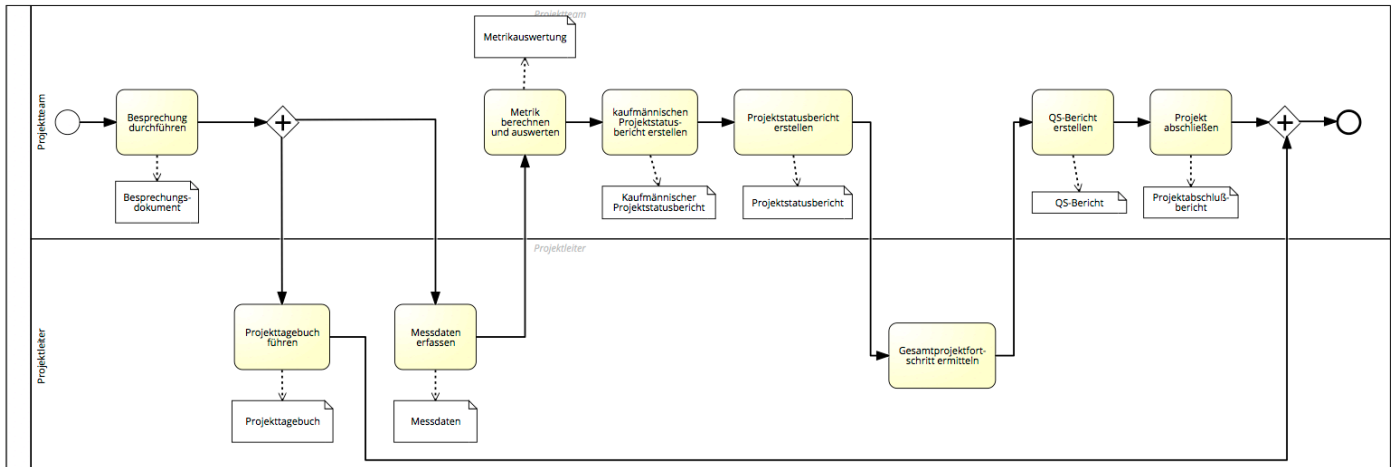 Projektteam
Projektteam
Metrikauswertung
Besprechung
durchführen
Metrik
berechnen
und auswerten
kaufmännischen
Projektstatus-
bericht erstellen
Projektstatusbericht
erstellen
QS-Bericht
erstellen
Projekt
abschließen
Besprechungs-
dokument
Kaufmännischer
Projektstatusbericht
Projektstatusbericht
QS-Bericht
Projektabschluß-
bericht
Projektleiter
Projektleiter
Projekttagebuch
führen
Messdaten
erfassen
Gesamtprojektfort-
schritt ermitteln
Projekttagebuch
Messdaten